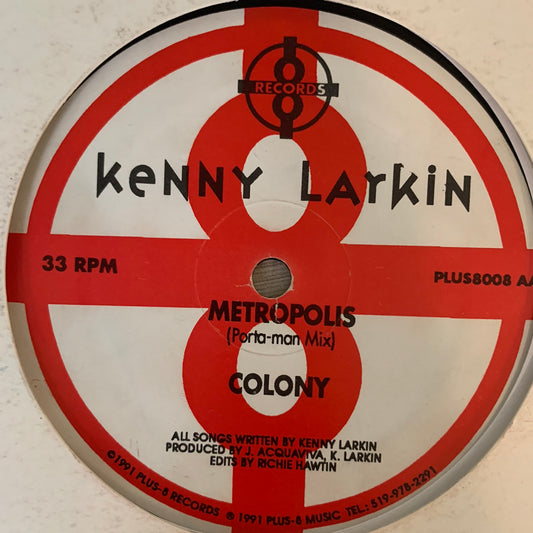 8
RECORDS
KENNY LARKIN
33 RPM
PLUS8008 AA
METROPOLIS
(Porta-man Mix)
COLONY
ALL SONGS WRITTEN BY KENNY LARKIN
PRODUCED BY J. ACQUAVIVA, K. LARKIN
EDITS BY RICHIE HAWTIN
©1991 PLUS-8 RECORDS ℗ 1991 PLUS-8 MUSIC TEL.: 519-978-2291